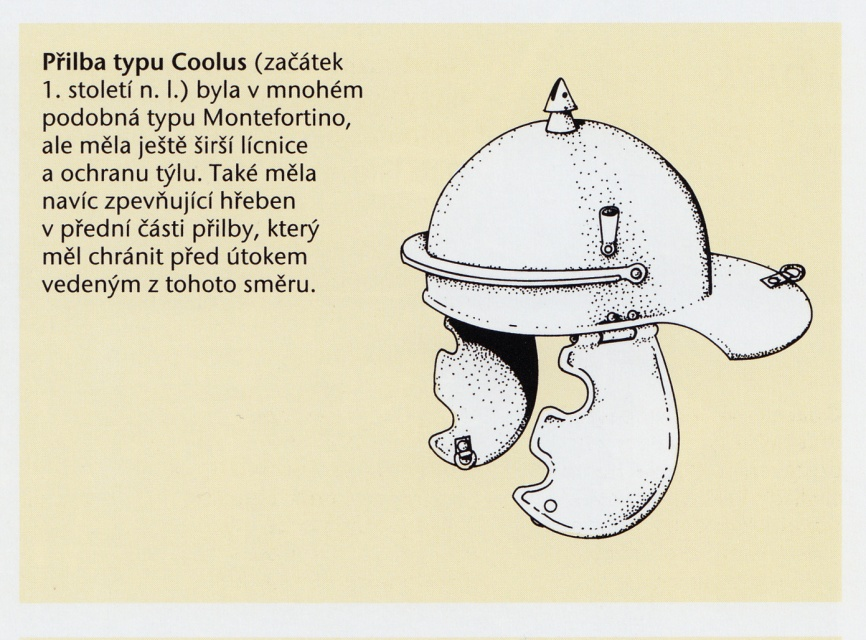 Přilba typu Coolus (začátek
1. století n. l.) byla v mnohém
podobná typu Montefortino,
ale měla ještě širší lícnice
a ochranu týlu. Také měla
navíc zpevňující hřeben
v přední části přilby, který
měl chránit před útokem
vedeným z tohoto směru.